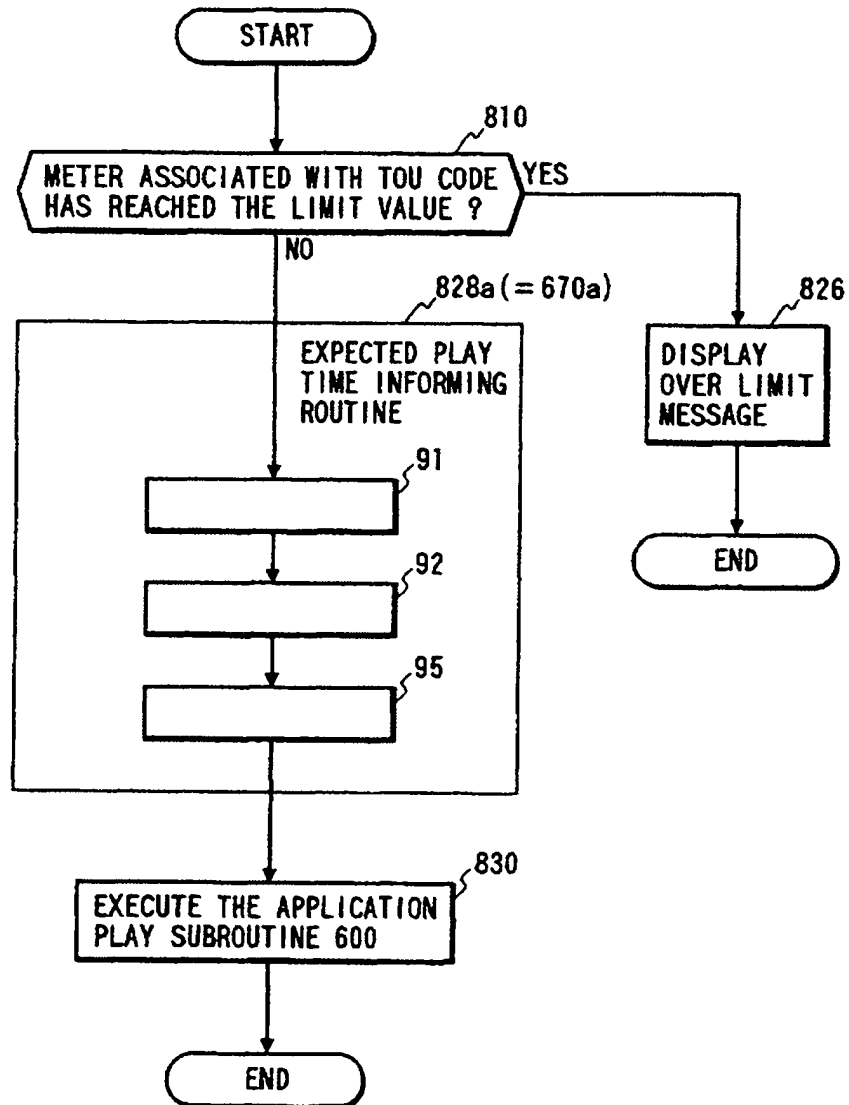 START
810
METER ASSOCIATED WITH TOU CODE
HAS REACHED THE LIMIT VALUE ?
YES
NO
828a(=670a)
826
EXPECTED PLAY
TIME INFORMING
ROUTINE
DISPLAY
OVER LIMIT
MESSAGE
91
92
END
95
830
EXECUTE THE APPLICATION
PLAY SUBROUTINE 600
END